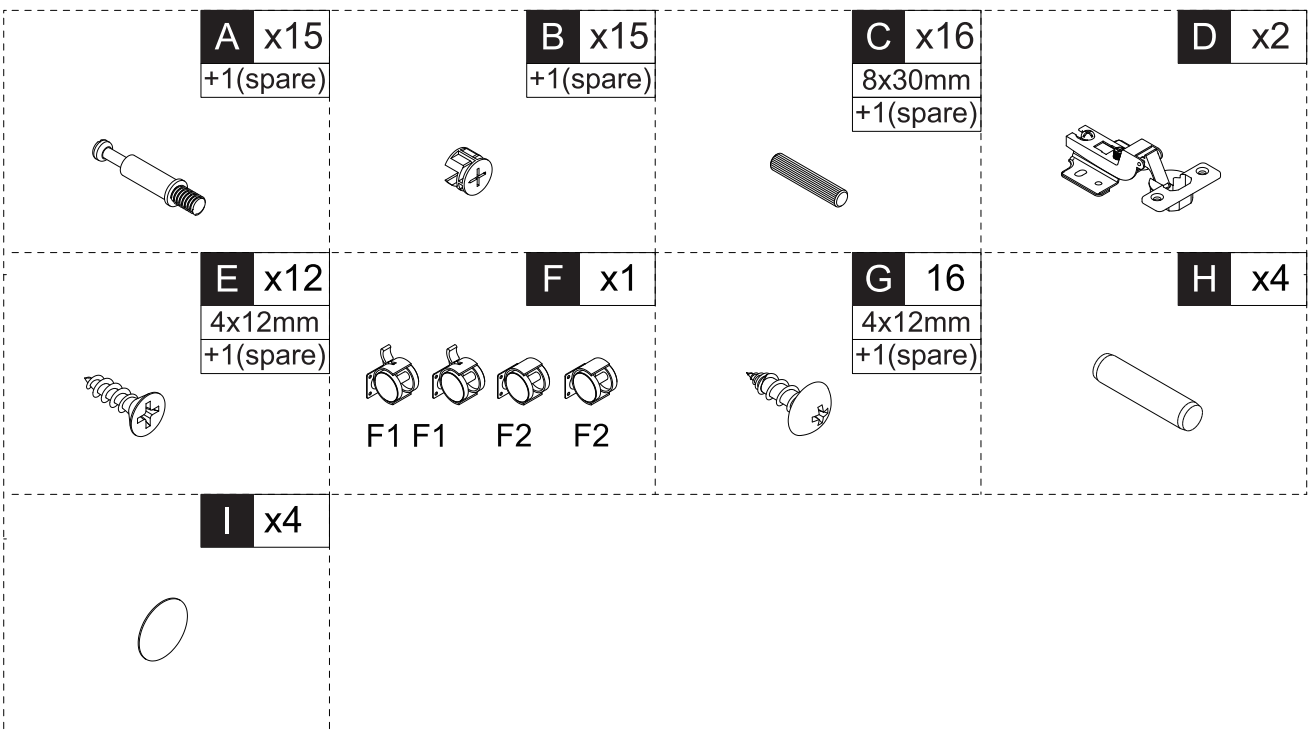 A x15
+1(spare)
B x15
+1(spare)
C x16
8x30mm
+1(spare)
D x2
E x12
4x12mm
+1(spare)
F x1
F1 F1 F2 F2
G 16
4x12mm
+1(spare)
H x4
I x4